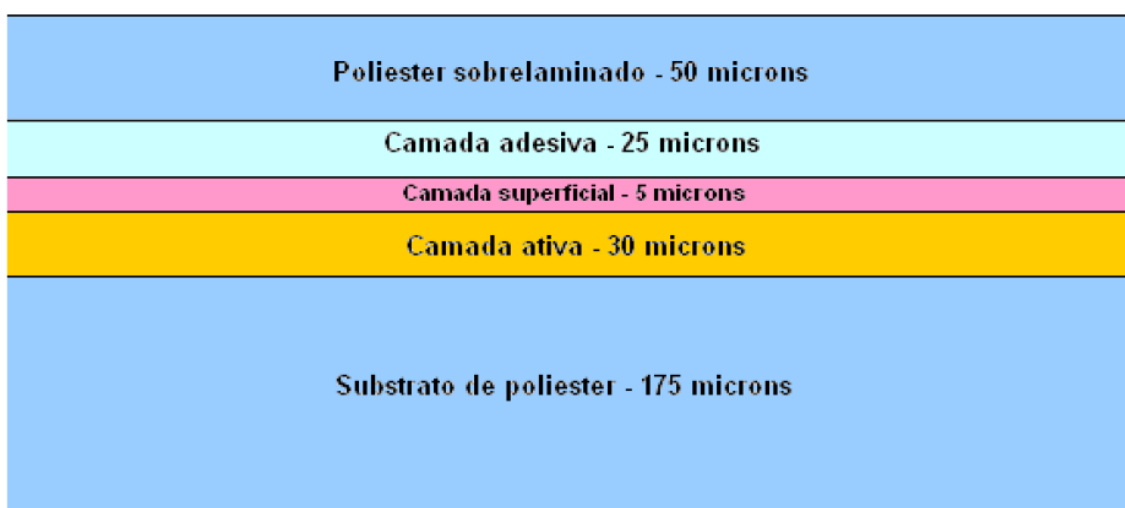 Poliester sobrelaminado - 50 microns
Camada adesiva - 25 microns
Camada superficial - 5 microns
Camada ativa - 30 microns
Substrato de poliester - 175 microns